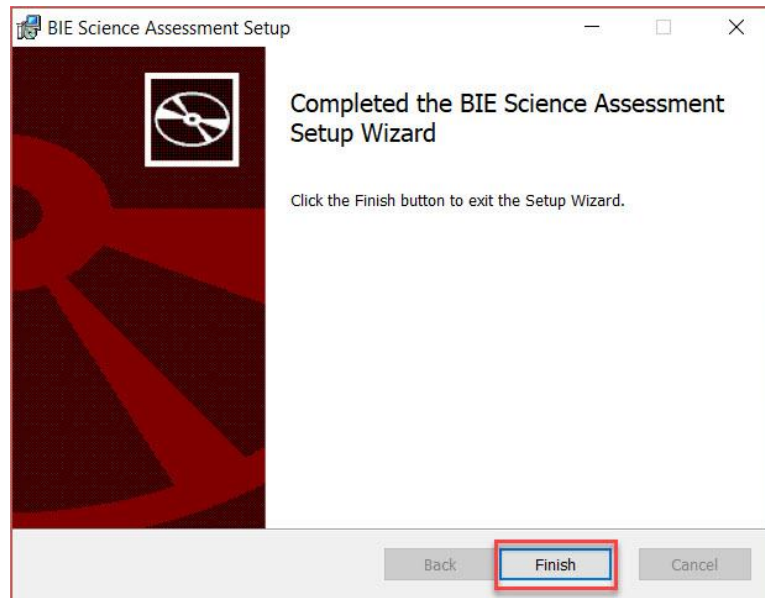 BIE Science Assessment Setup
Completed the BIE Science Assessment
Setup Wizard
Click the Finish button to exit the Setup Wizard.
Back
Finish
Cancel